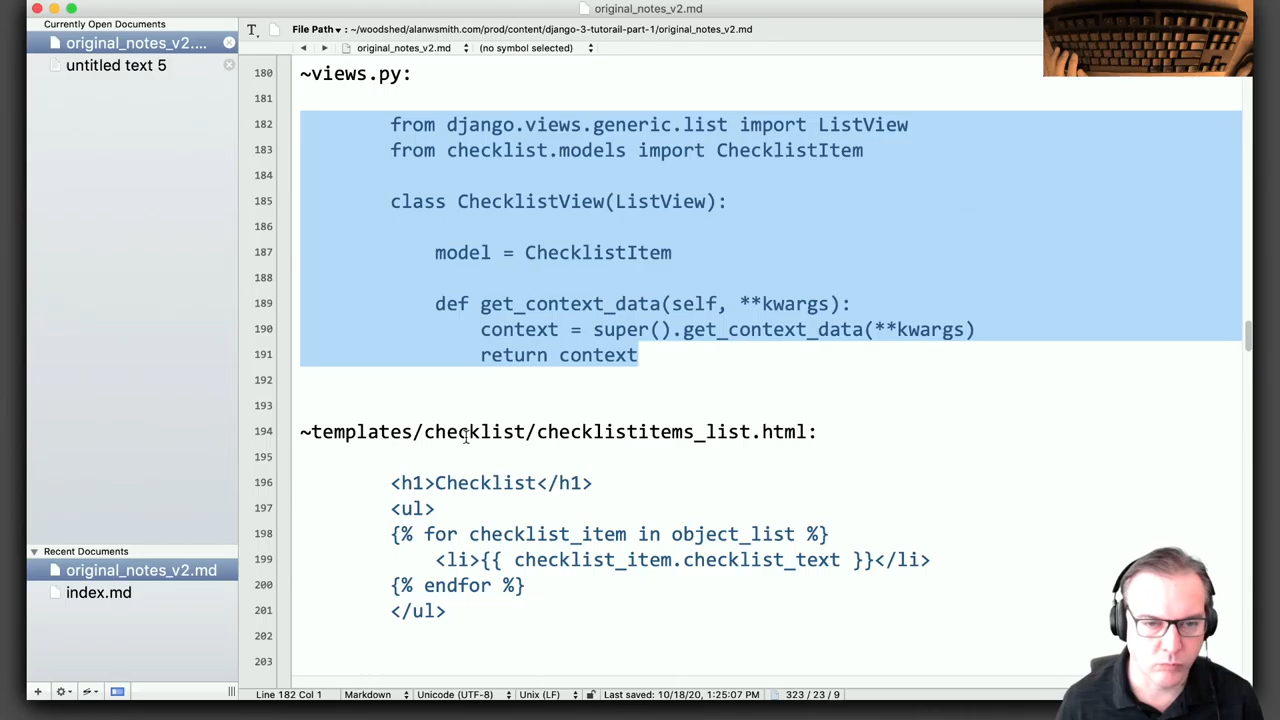 original_notes_v2.md
Currently Open Documents
original_notes_v2....
untitled text 5
Recent Documents
original_notes_v2.md
index.md
File Path: ~/woodshed/alanwsmith.com/prod/content/django-3-tutorail-part-1/original_notes_v2.md
original_notes_v2.md (no symbol selected)
180 ~views.py:
181
182 from django.views.generic.list import ListView
183 from checklist.models import ChecklistItem
184
185 class ChecklistView(ListView):
186
187 model = ChecklistItem
188
189 def get_context_data(self, **kwargs):
190 context = super().get_context_data(**kwargs)
191 return context
192
193
194 ~templates/checklist/checklistitems_list.html:
195
196 <h1>Checklist</h1>
197 <ul>
198 {% for checklist_item in object_list %}
199 <li>{{ checklist_item.checklist_text }}</li>
200 {% endfor %}
201 </ul>
202
203
Line 182 Col 1 Markdown Unicode (UTF-8) Unix (LF) Last saved: 10/18/20, 1:25:07 PM 323 / 23 / 9